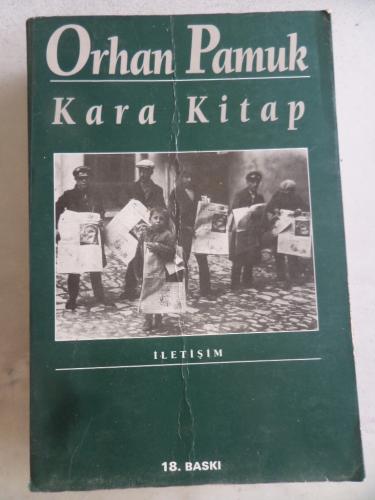 Orhan Pamuk
Kara Kitap
İLETİŞİM
18. BASKI